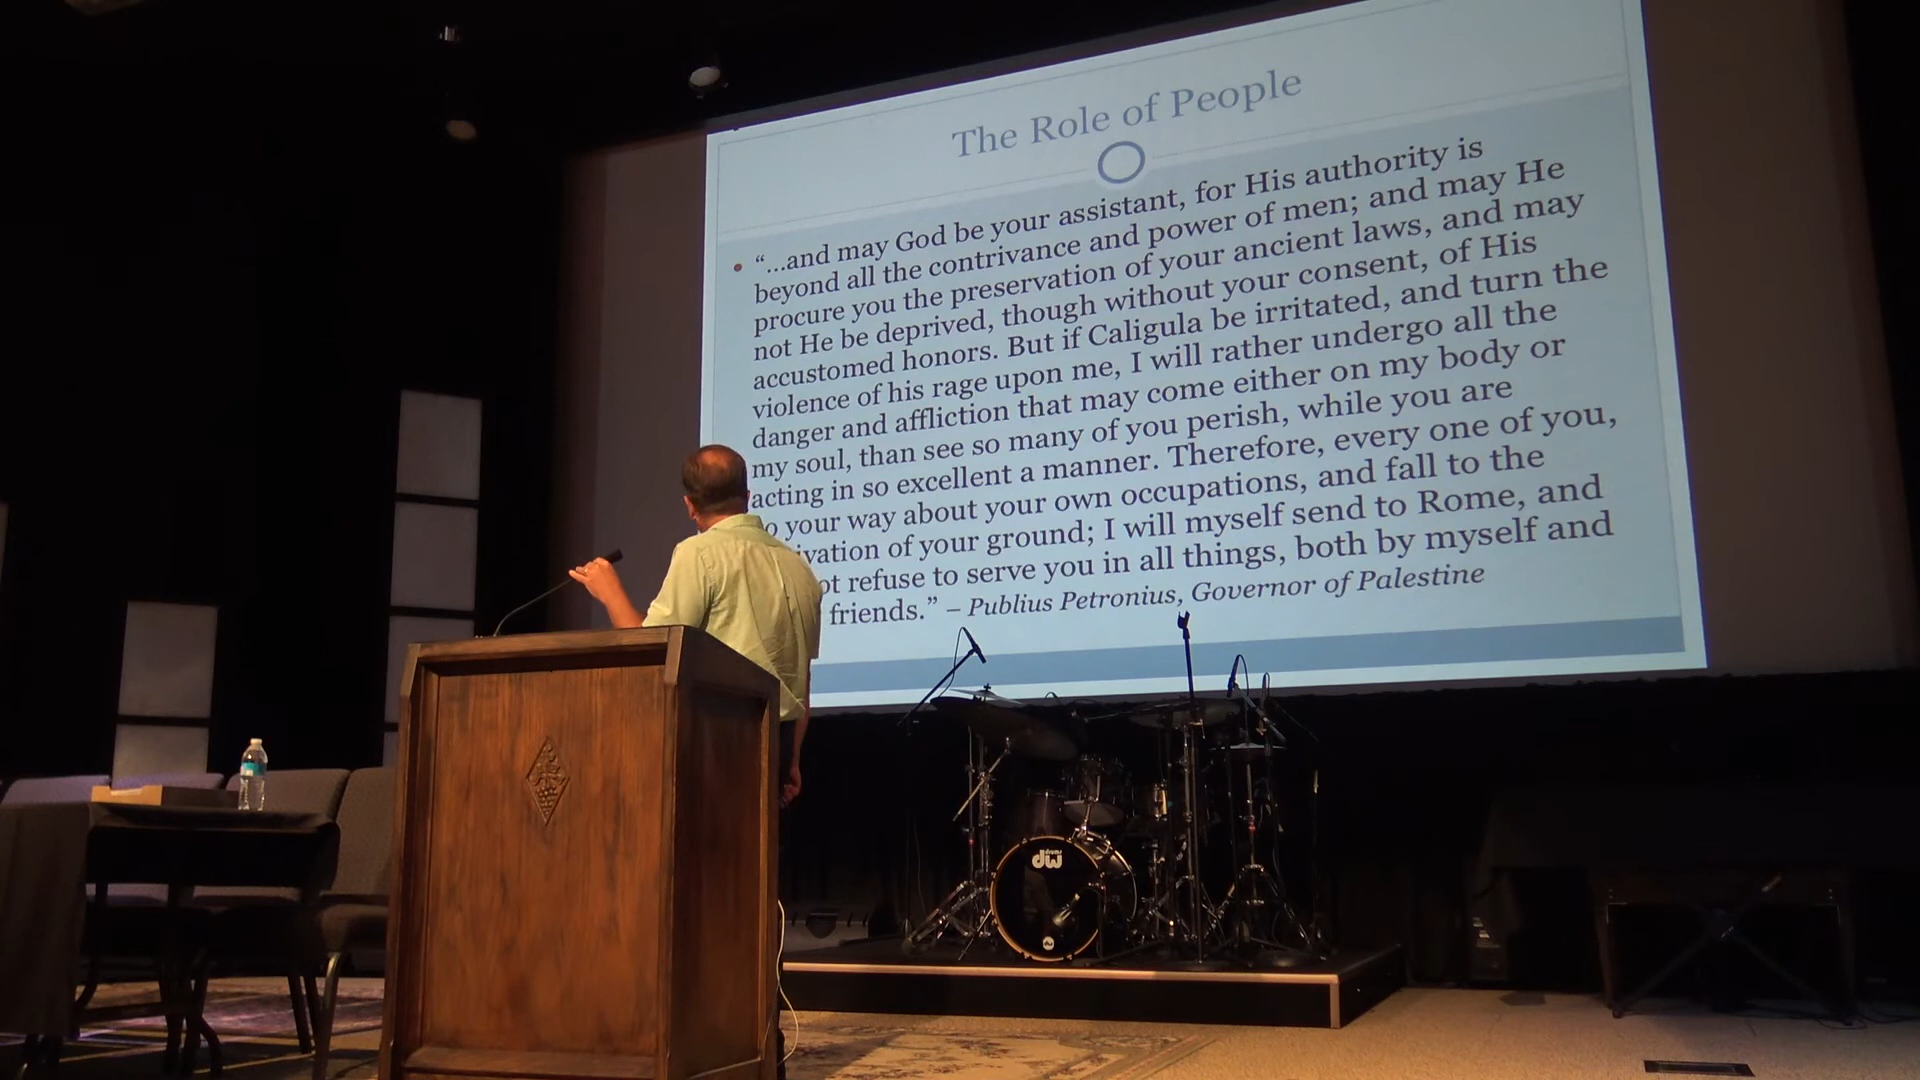 The Role of People
• “...and may God be your assistant, for His authority is
beyond all the contrivance and power of men; and may He
procure you the preservation of your ancient laws, and may
not He be deprived, though without your consent, of His
accustomed honors. But if Caligula be irritated, and turn the
violence of his rage upon me, I will rather undergo all the
danger and affliction that may come either on my body or
my soul, than see so many of you perish, while you are
acting in so excellent a manner. Therefore, every one of you,
your way about your own occupations, and fall to the
of your ground; I will myself send to Rome, and
refuse to serve you in all things, both by myself and
friends.” – Publius Petronius, Governor of Palestine
drums
dw